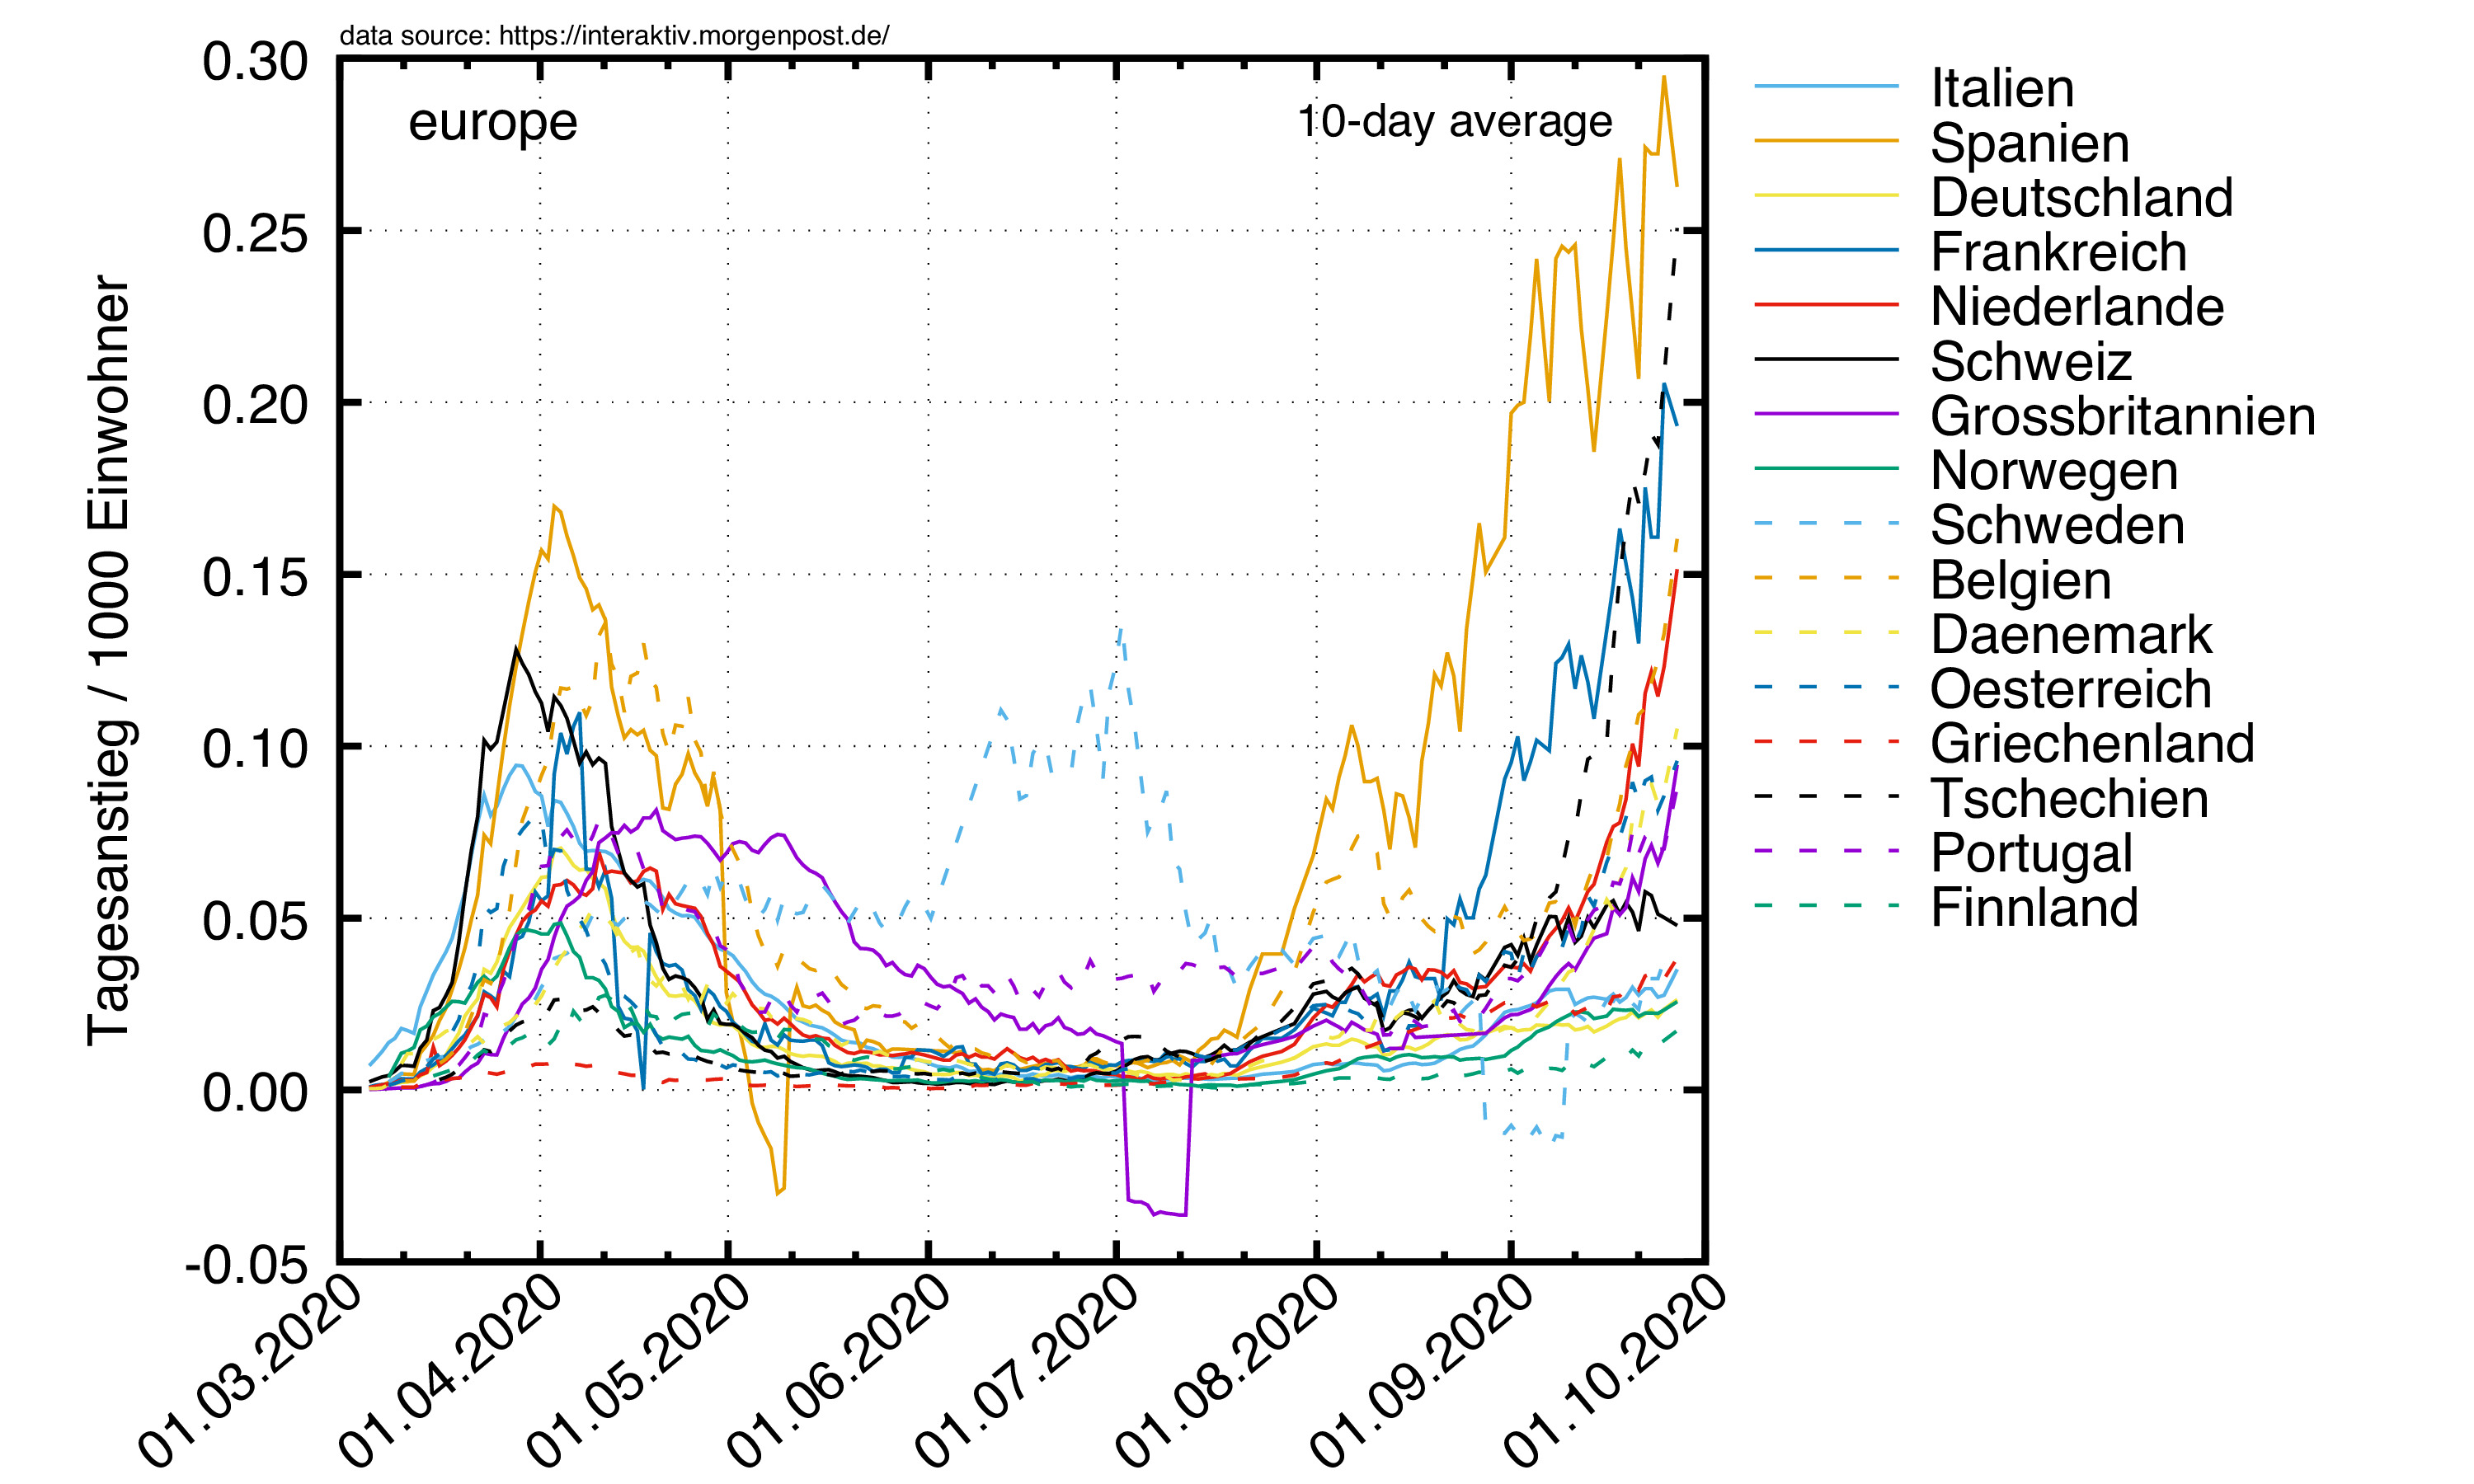 data source: https://interaktiv.morgenpost.de/
europe
10-day average
Tagesanstieg / 1000 Einwohner
0.30
0.25
0.20
0.15
0.10
0.05
0.00
-0.05
01.03.2020
01.04.2020
01.05.2020
01.06.2020
01.07.2020
01.08.2020
01.09.2020
01.10.2020
Italien
Spanien
Deutschland
Frankreich
Niederlande
Schweiz
Grossbritannien
Norwegen
Schweden
Belgien
Daenemark
Oesterreich
Griechenland
Tschechien
Portugal
Finnland